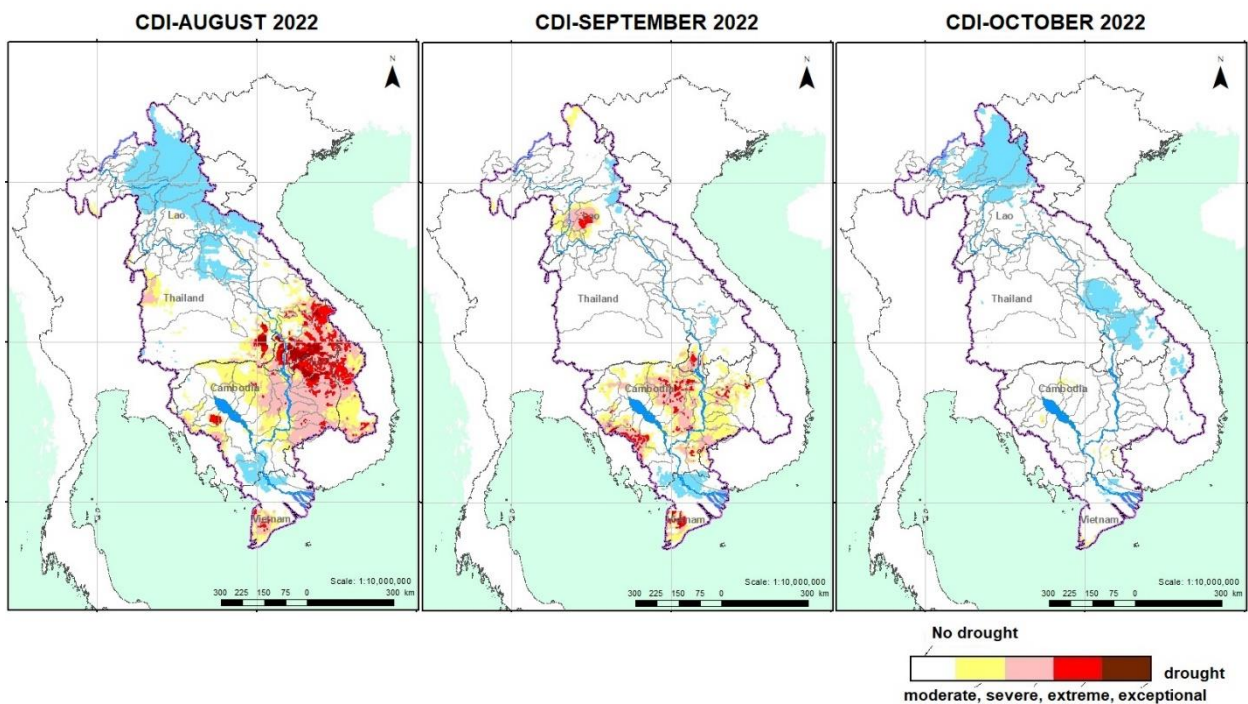 CDI-AUGUST 2022
N
Lao
Thailand
Cambodia
Vietnam
Scale: 1:10,000,000
300 225 150 75 0 300 km
CDI-SEPTEMBER 2022
N
Lao
Thailand
Cambodia
Vietnam
Scale: 1:10,000,000
300 225 150 75 0 300 km
CDI-OCTOBER 2022
N
Lao
Thailand
Cambodia
Vietnam
Scale: 1:10,000,000
300 225 150 75 0 300 km
No drought
drought
moderate, severe, extreme, exceptional